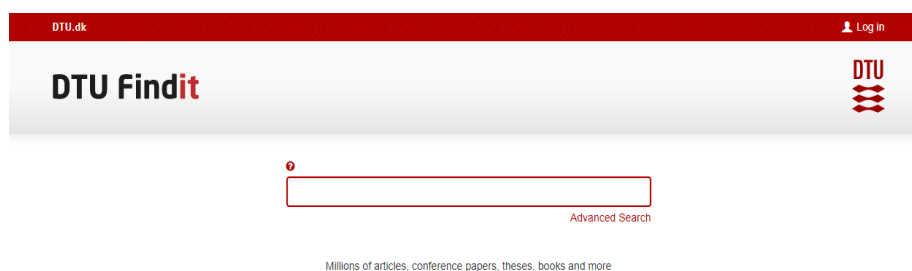 DTU.dk Log in
DTU Findit
DTU
Advanced Search
Millions of articles, conference papers, theses, books and more